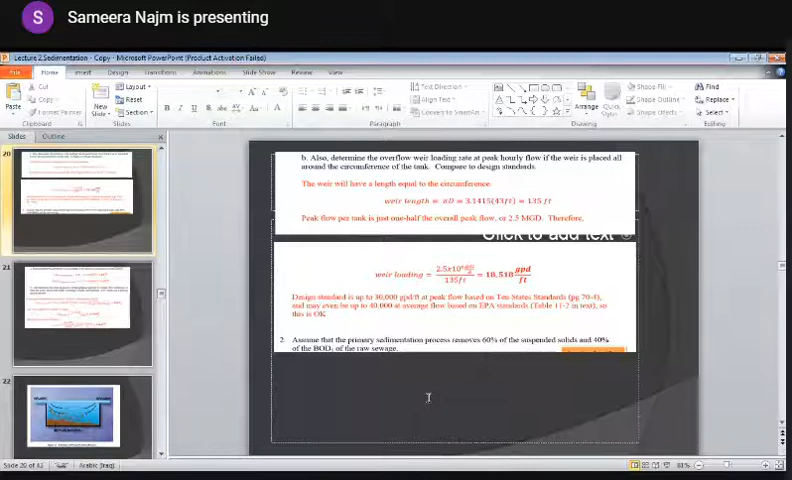 S
Sameera Najm is presenting
Lecture 2.Sedimentation - Copy - Microsoft PowerPoint (Product Activation Failed)
File Home Insert Design Transitions Animations Slide Show Review View
Paste
Cut
Copy
Format Painter
Clipboard
New
Slide
Layout
Reset
Section
Slides
Font
Paragraph
Text Direction
Align Text
Convert to SmartArt
Arrange
Quick
Styles
Shape Fill
Shape Outline
Shape Effects
Drawing
Find
Replace
Select
Editing
Slides Outline
20
21
22
b. Also, determine the overflow weir loading rate at peak hourly flow if the weir is placed all
around the circumference of the tank. Compare to design standards.
The weir will have a length equal to the circumference.
weir length = πD = 3.1415(43ft) = 135 ft
Peak flow per tank is just one-half the overall peak flow, or 2.5 MGD. Therefore,
Click to add text
weir loading = 2.5x10⁶ gal/d / 135ft = 18,518 gpd/ft
Design standard is up to 30,000 gpd/ft at peak flow based on Ten States Standards (pg 70-4),
and may even be up to 40,000 at average flow based on EPA standards (Table 11-2 in text), so
this is OK
2. Assume that the primary sedimentation process removes 60% of the suspended solids and 40%
of the BOD₅ of the raw sewage.
Slide 20 of 42
Arabic (Iraq)
81%